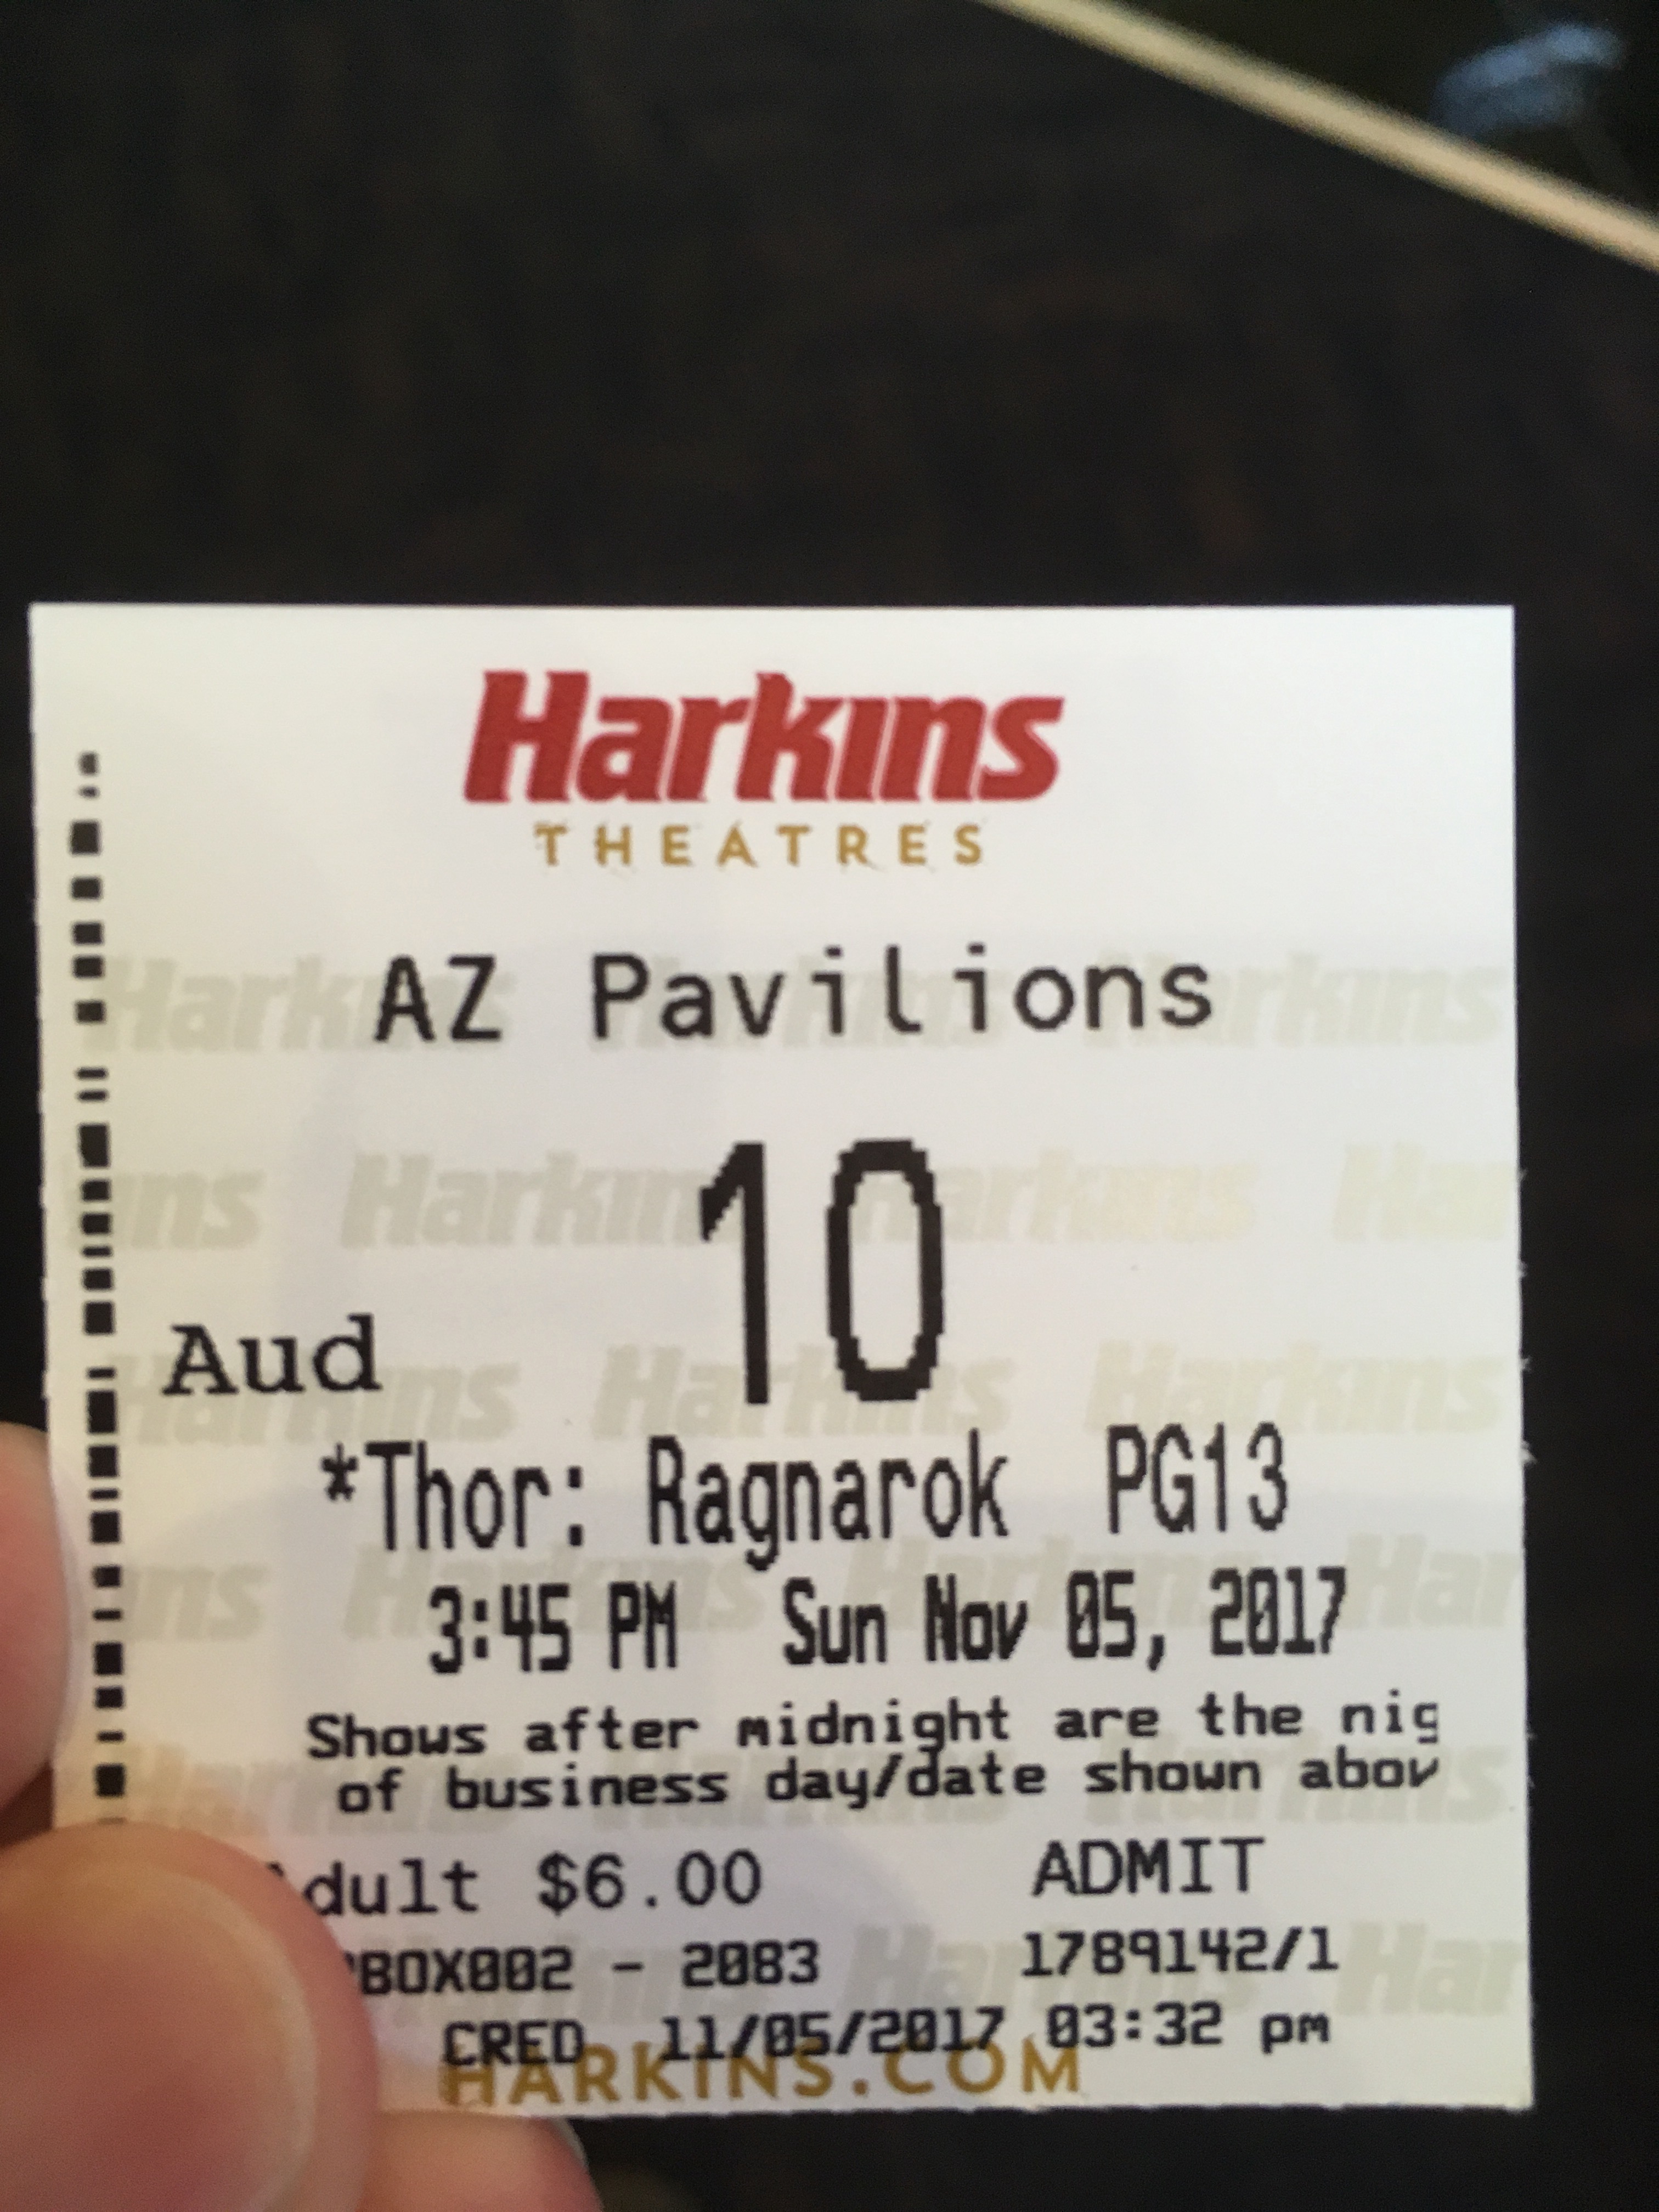 Harkins
THEATRES
AZ Pavilions
Aud 10
*Thor: Ragnarok PG13
3:45 PM Sun Nov 05, 2017
Shows after midnight are the nig
of business day/date shown abov
dult $6.00 ADMIT
BOX002 - 2083 1789142/1
CRED 11/05/2017 03:32 pm
HARKINS.COM